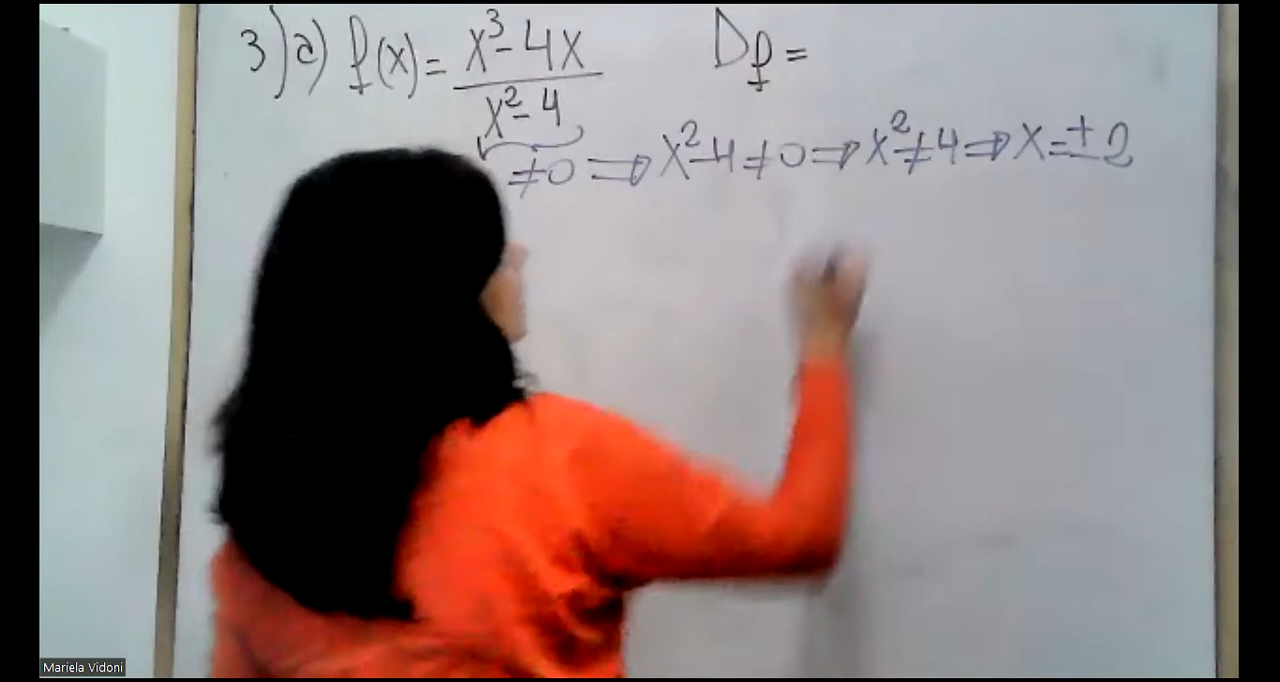 3) a) f(x) = x³ - 4x / x² - 4 Df =
≠0 ⇒ x² - 4 ≠ 0 ⇒ x² ≠ 4 ⇒ x = ± 2
Mariela Vidoni